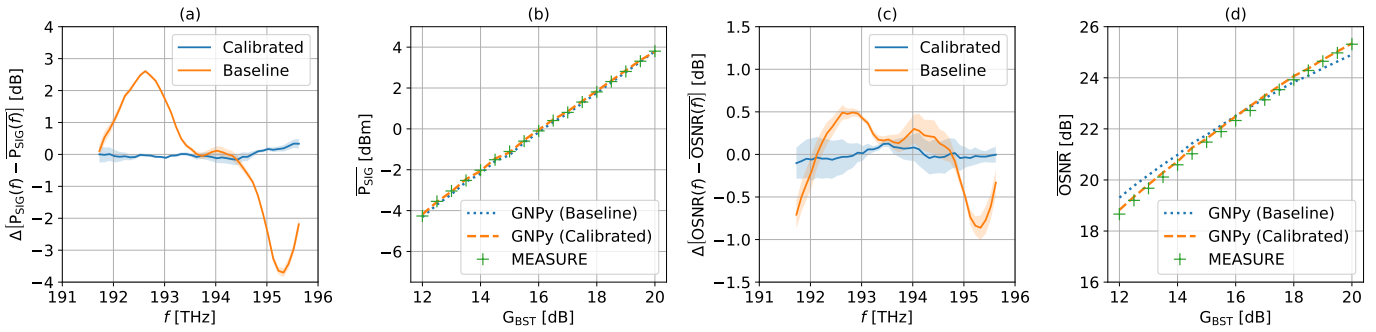 (a)
Δ[P_SIG(f) − P_SIG(f)] [dB]
4
3
2
1
0
−1
−2
−3
−4
Calibrated
Baseline
191 192 193 194 195 196
f [THz]
(b)
P_SIG [dBm]
4
2
0
−2
−4
−6
GNPy (Baseline)
GNPy (Calibrated)
MEASURE
12 14 16 18 20
G_BST [dB]
(c)
Δ[OSNR(f) − OSNR(f)] [dB]
1.5
1.0
0.5
0.0
−0.5
−1.0
−1.5
Calibrated
Baseline
191 192 193 194 195 196
f [THz]
(d)
OSNR [dB]
26
24
22
20
18
16
GNPy (Baseline)
GNPy (Calibrated)
MEASURE
12 14 16 18 20
G_BST [dB]